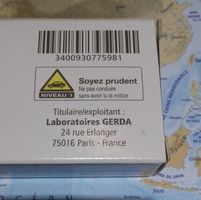 3400930775981
Soyez prudent
Ne pas conduire
sans avoir lu la notice
NIVEAU 1
Titulaire/exploitant :
Laboratoires GERDA
24 rue Erlanger
75016 Paris - France